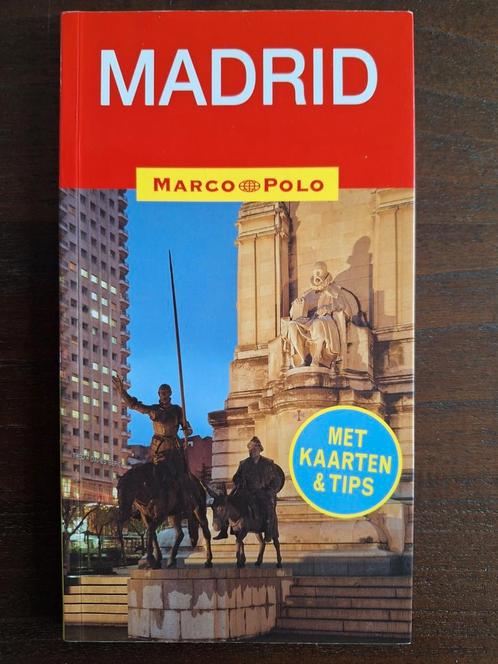 MADRID
MARCO POLO
MET
KAARTEN
& TIPS